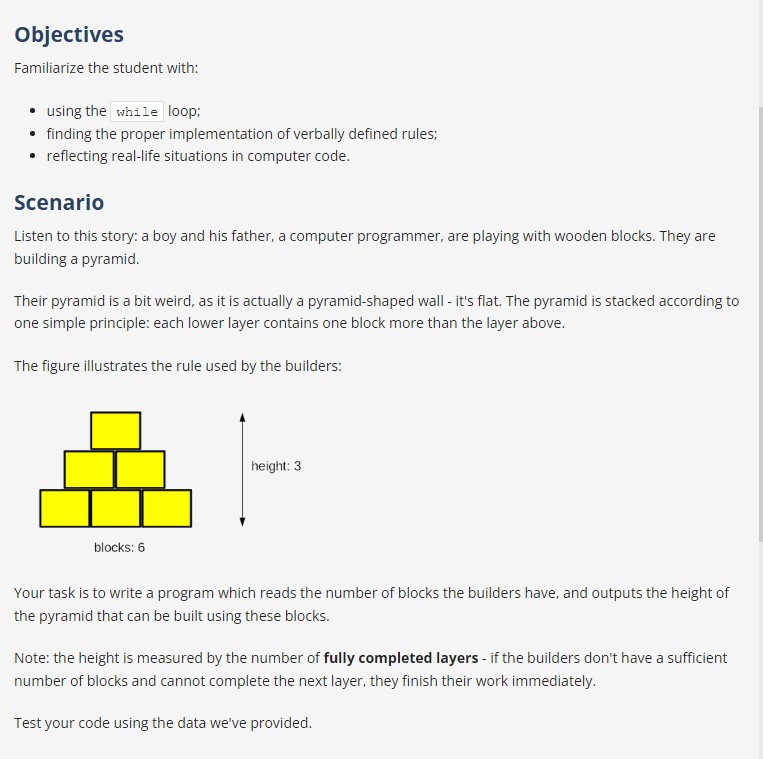 Objectives
Familiarize the student with:
using the while loop;
finding the proper implementation of verbally defined rules;
reflecting real-life situations in computer code.
Scenario
Listen to this story: a boy and his father, a computer programmer, are playing with wooden blocks. They are
building a pyramid.
Their pyramid is a bit weird, as it is actually a pyramid-shaped wall - it's flat. The pyramid is stacked according to
one simple principle: each lower layer contains one block more than the layer above.
The figure illustrates the rule used by the builders:
height: 3
blocks: 6
Your task is to write a program which reads the number of blocks the builders have, and outputs the height of
the pyramid that can be built using these blocks.
Note: the height is measured by the number of fully completed layers - if the builders don't have a sufficient
number of blocks and cannot complete the next layer, they finish their work immediately.
Test your code using the data we've provided.